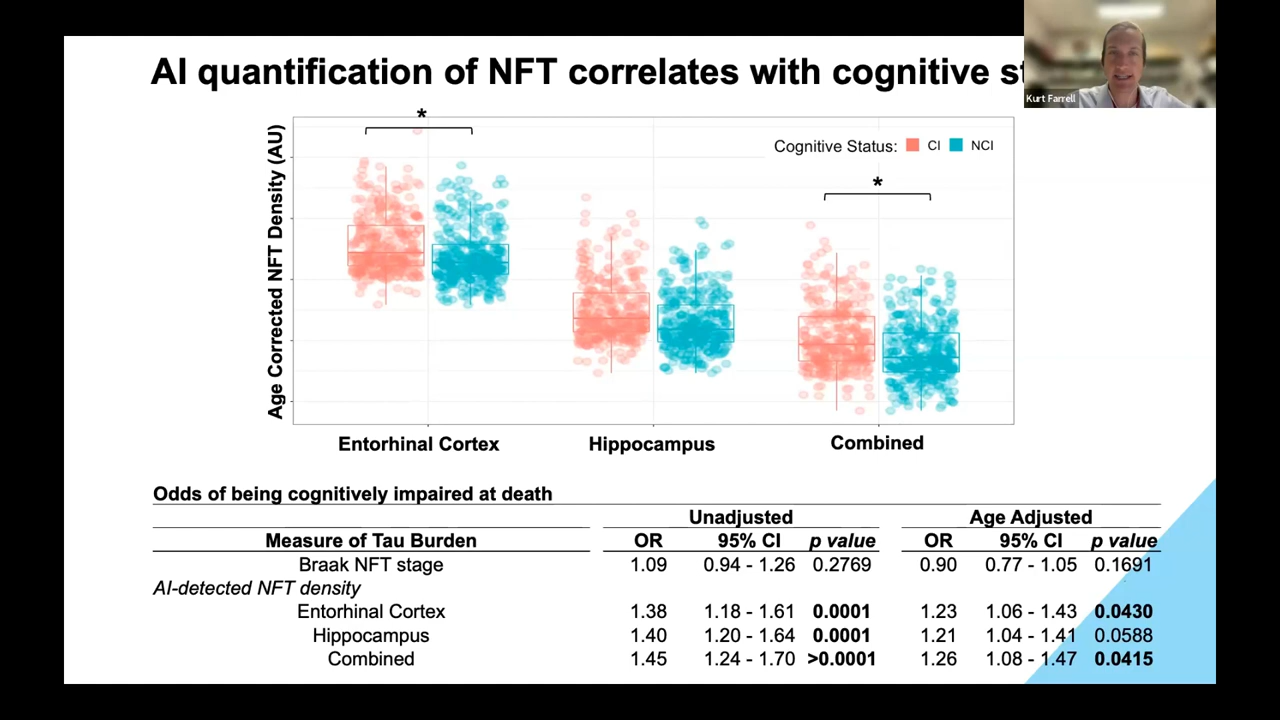 AI quantification of NFT correlates with cognitive st
Kurt Farrell
*
Cognitive Status: CI NCI
*
Age Corrected NFT Density (AU)
Entorhinal Cortex Hippocampus Combined
Odds of being cognitively impaired at death
Unadjusted Age Adjusted
Measure of Tau Burden OR 95% CI p value OR 95% CI p value
Braak NFT stage 1.09 0.94 - 1.26 0.2769 0.90 0.77 - 1.05 0.1691
AI-detected NFT density
Entorhinal Cortex 1.38 1.18 - 1.61 0.0001 1.23 1.06 - 1.43 0.0430
Hippocampus 1.40 1.20 - 1.64 0.0001 1.21 1.04 - 1.41 0.0588
Combined 1.45 1.24 - 1.70 >0.0001 1.26 1.08 - 1.47 0.0415